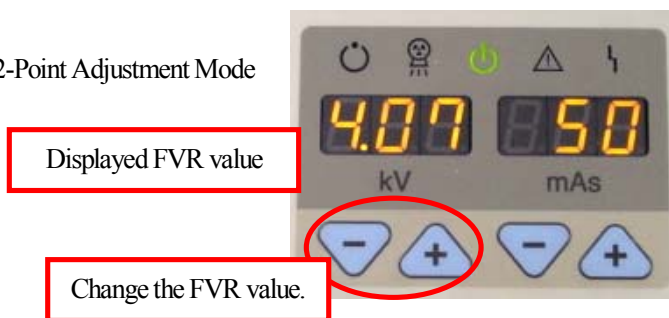 2-Point Adjustment Mode
Displayed FVR value
4.07 50
kV mAs
- + - +
Change the FVR value.